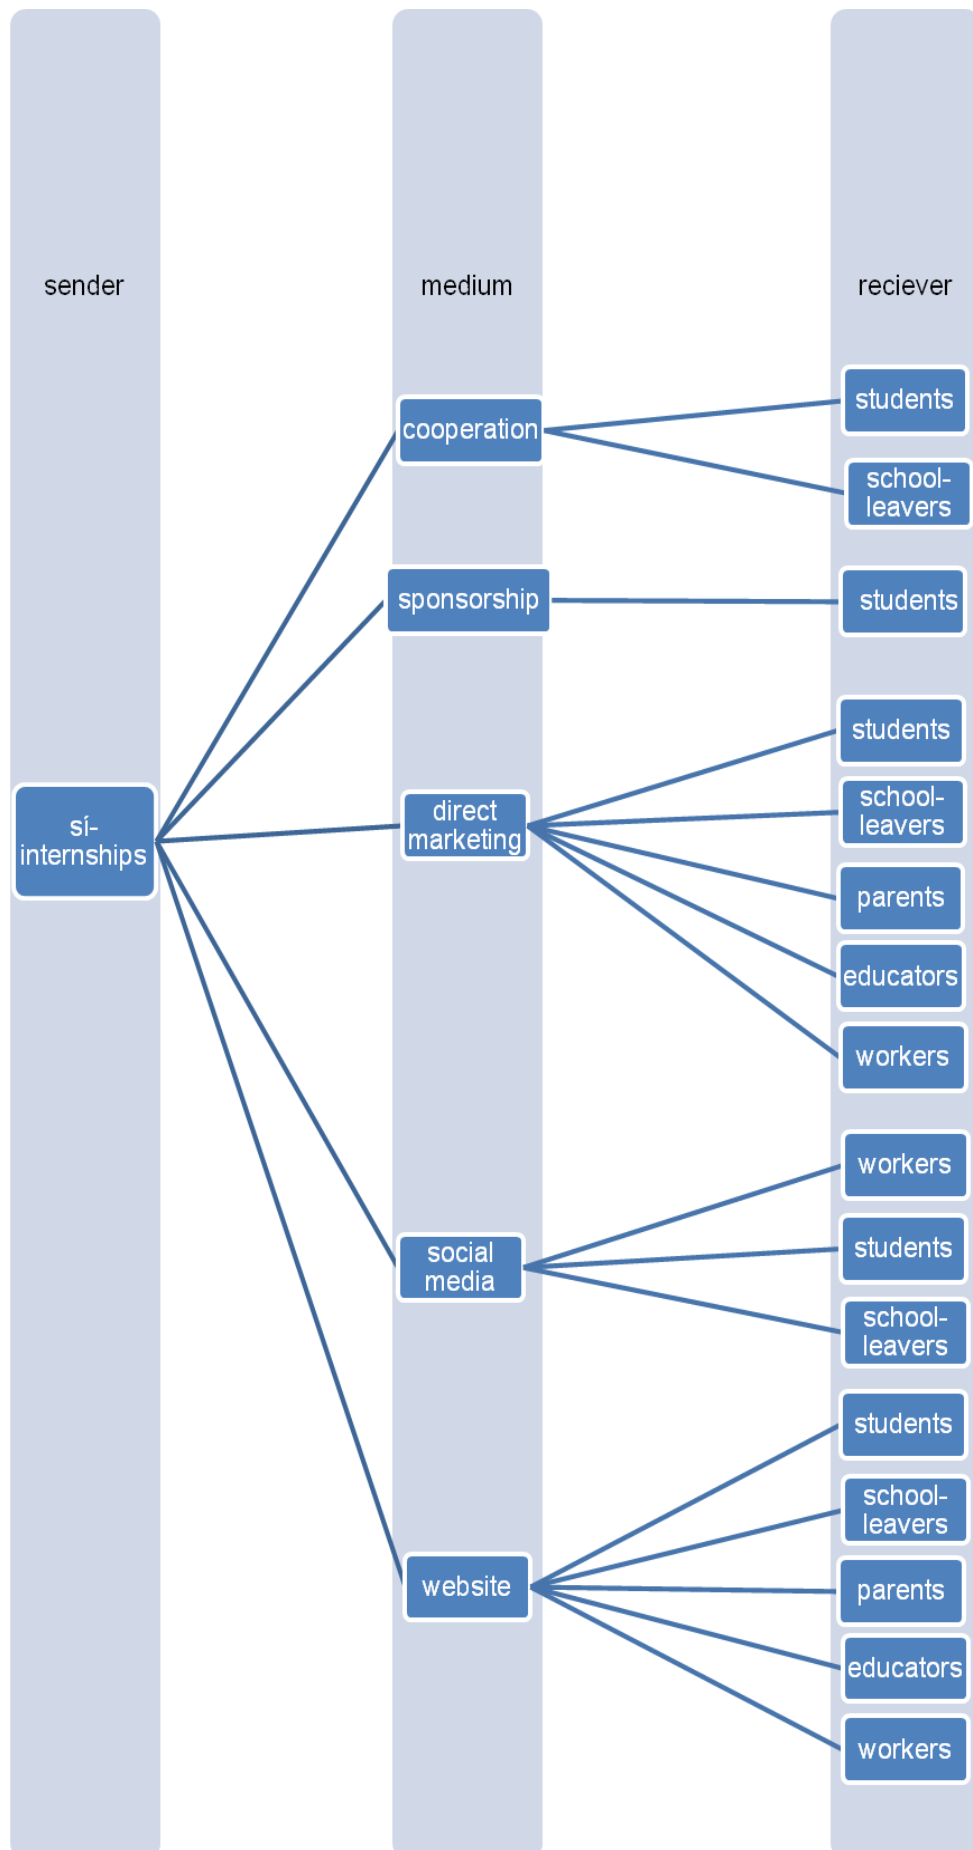 sender
medium
reciever
sí-
internships
cooperation
students
school-
leavers
sponsorship
students
direct
marketing
students
school-
leavers
parents
educators
workers
social
media
workers
students
school-
leavers
website
students
school-
leavers
parents
educators
workers